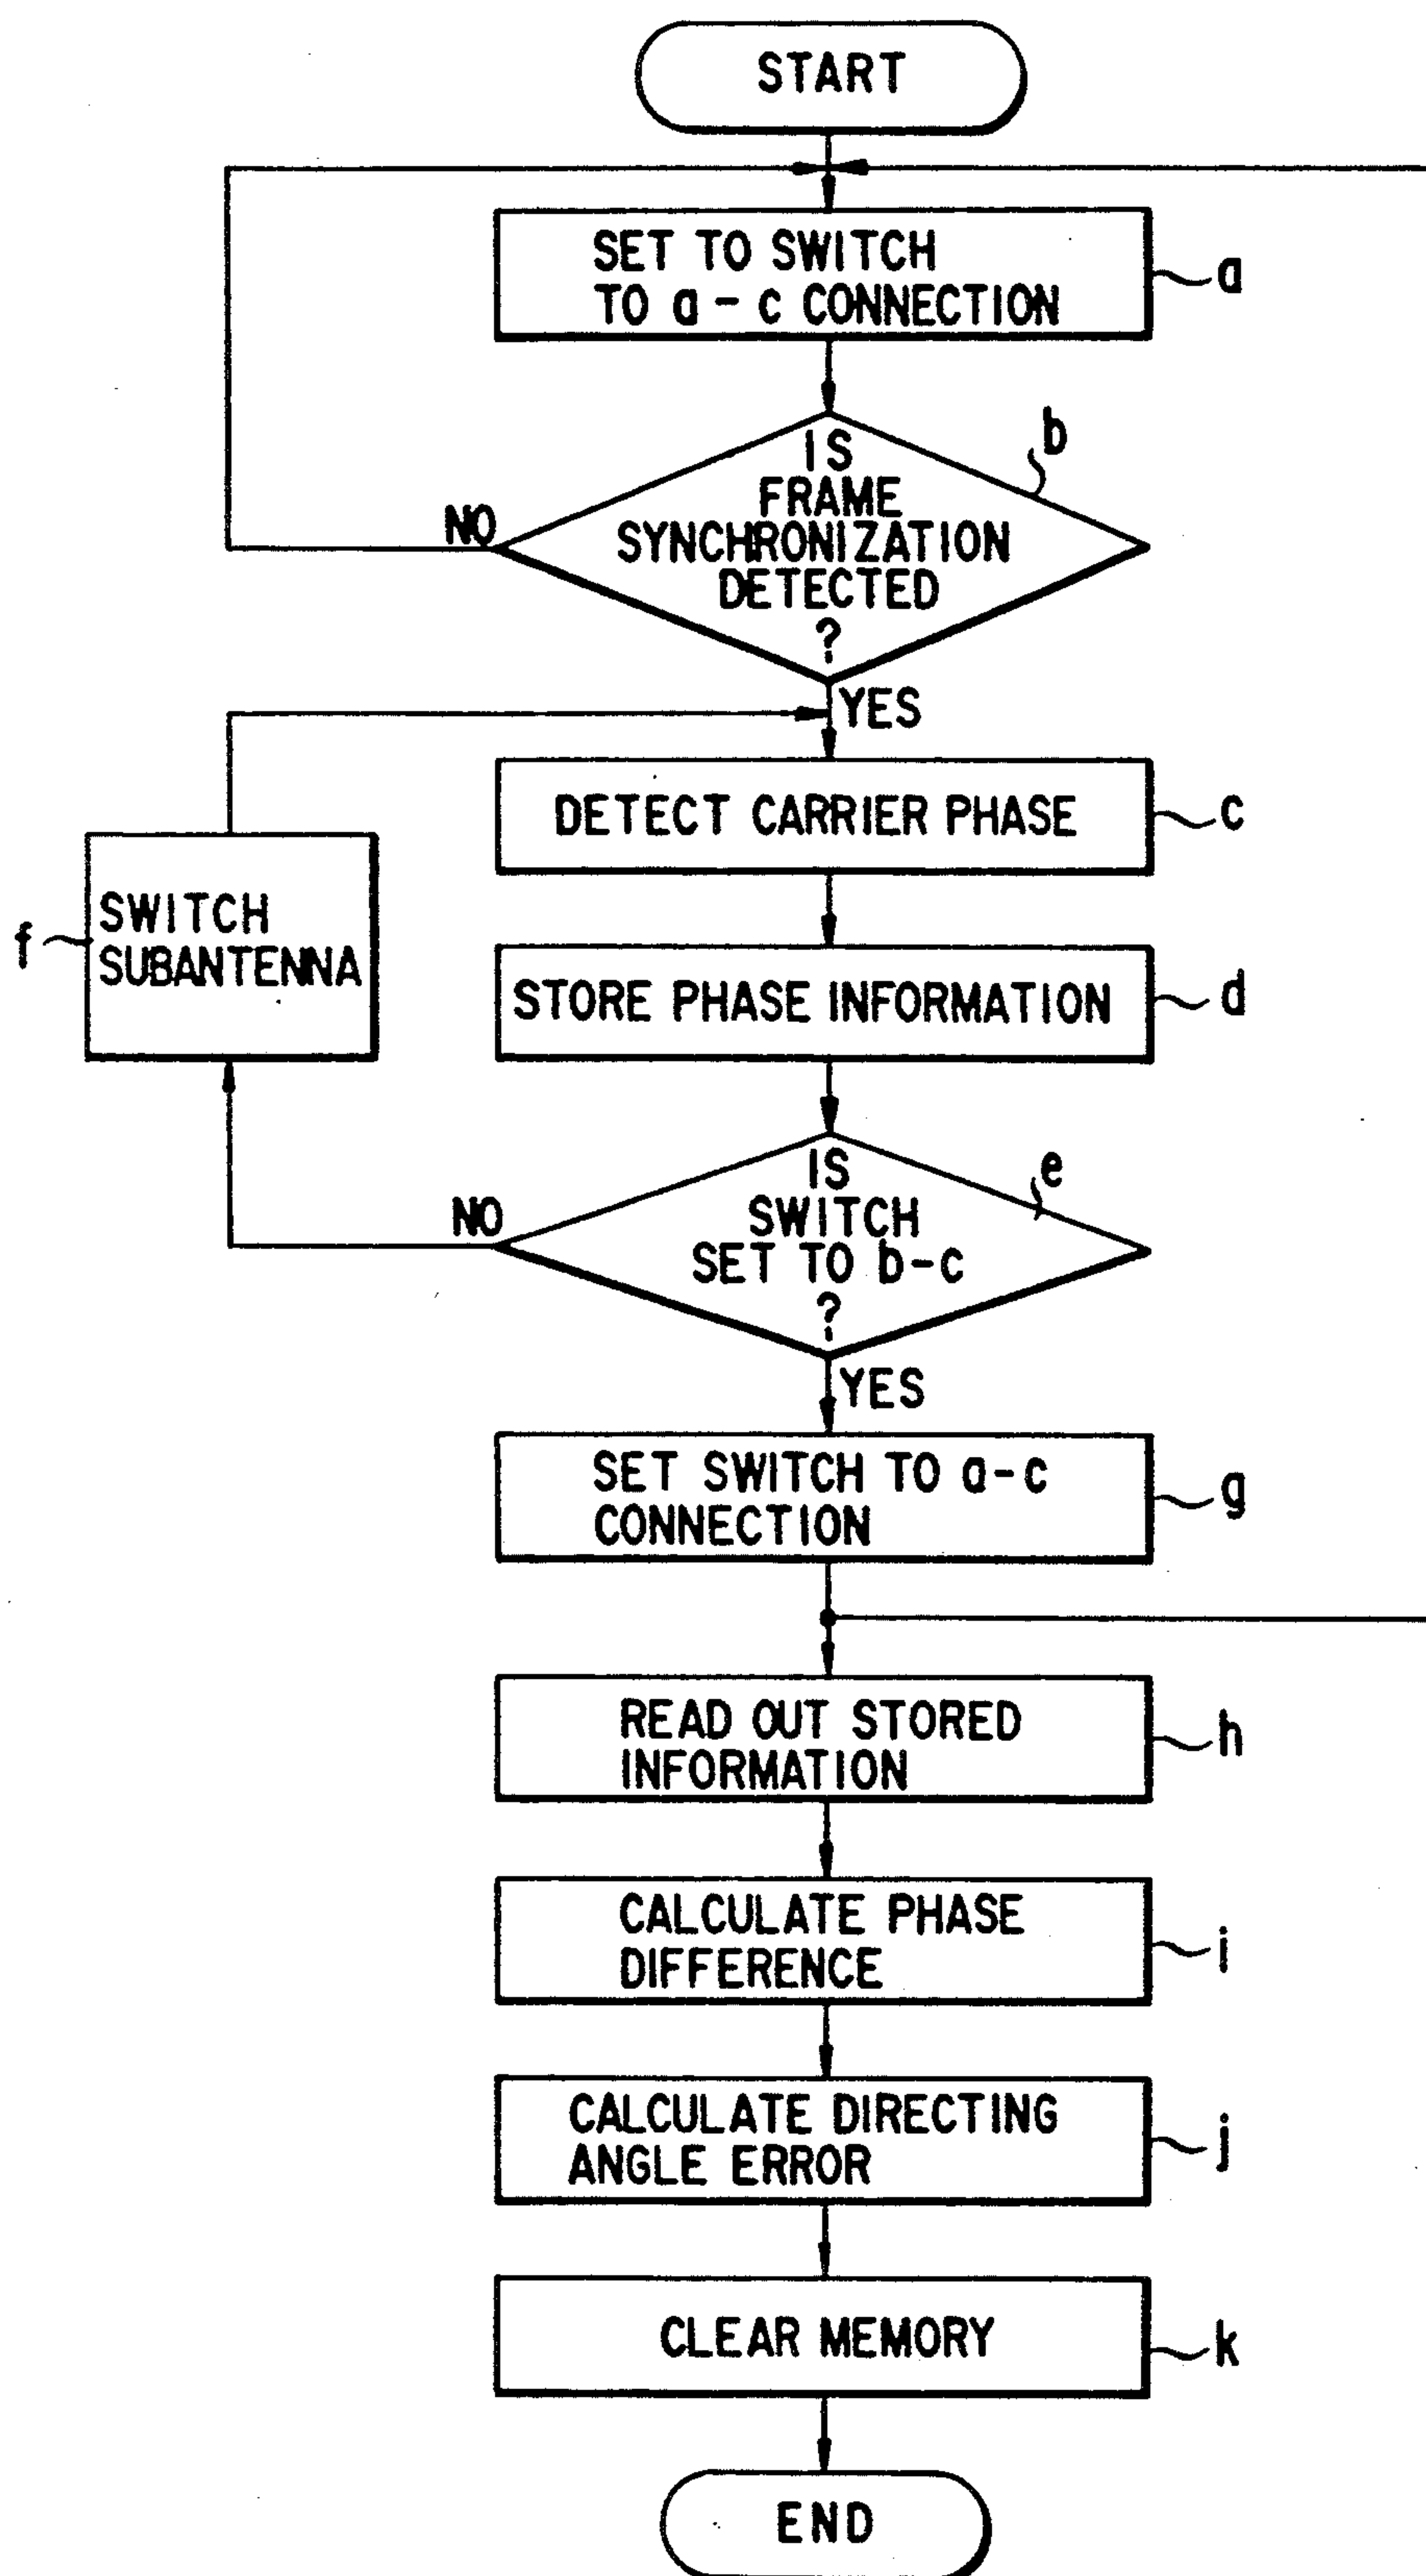 START
SET TO SWITCH
TO a - c CONNECTION
a
b
IS
FRAME
SYNCHRONIZATION
DETECTED
?
NO
YES
DETECT CARRIER PHASE
c
SWITCH
SUBANTENNA
f
STORE PHASE INFORMATION
d
e
IS
SWITCH
SET TO b-c
?
NO
YES
SET SWITCH TO a-c
CONNECTION
g
READ OUT STORED
INFORMATION
h
CALCULATE PHASE
DIFFERENCE
i
CALCULATE DIRECTING
ANGLE ERROR
j
CLEAR MEMORY
k
END